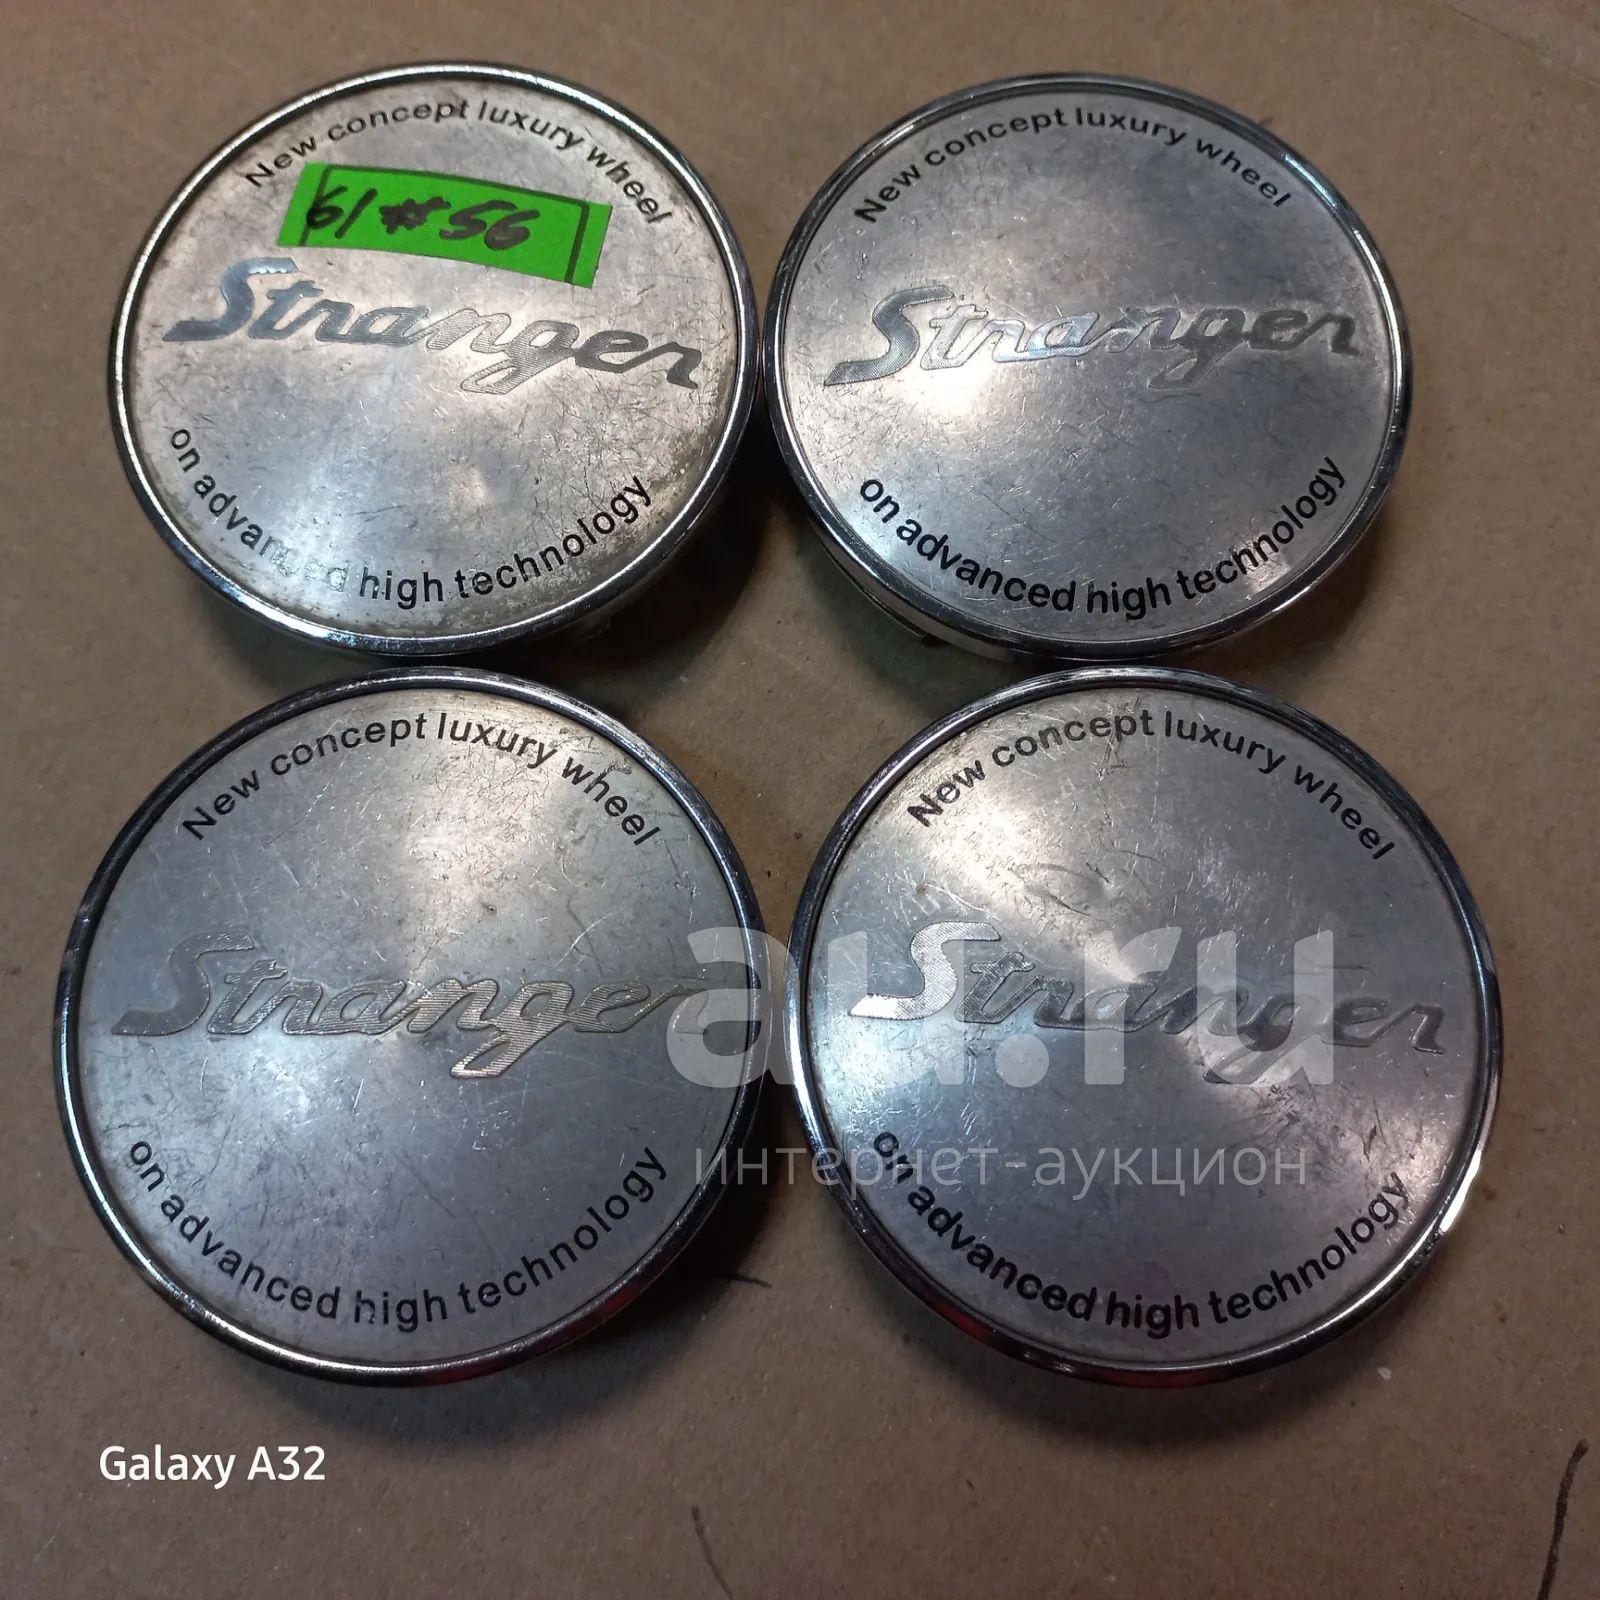 New concept luxury wheel
61 # 56
Stranger
on advanced high technology
New concept luxury wheel
Stranger
on advanced high technology
New concept luxury wheel
Stranger
on advanced high technology
New concept luxury wheel
Stranger
on advanced high technology
au.ru
интернет-аукцион
Galaxy A32